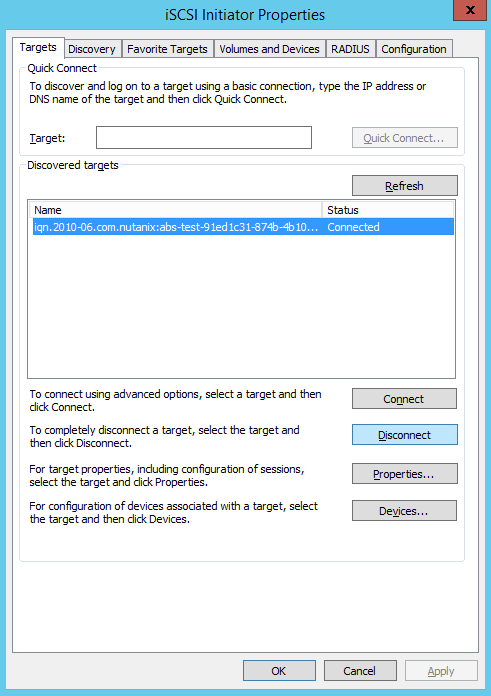 iSCSI Initiator Properties
x
Targets Discovery Favorite Targets Volumes and Devices RADIUS Configuration
Quick Connect
To discover and log on to a target using a basic connection, type the IP address or
DNS name of the target and then click Quick Connect.
Target: Quick Connect...
Discovered targets
Refresh
Name Status
iqn.2010-06.com.nutanix:abs-test-91ed1c31-874b-4b10... Connected
To connect using advanced options, select a target and then
click Connect.
Connect
To completely disconnect a target, select the target and
then click Disconnect.
Disconnect
For target properties, including configuration of sessions,
select the target and click Properties.
Properties...
For configuration of devices associated with a target, select
the target and then click Devices.
Devices...
OK Cancel Apply